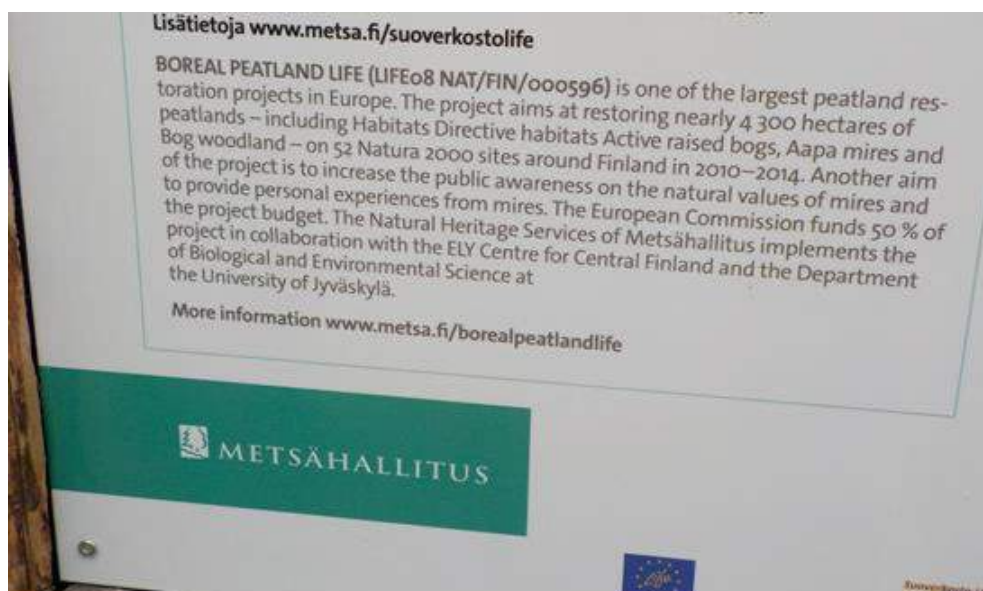 Lisätietoja www.metsa.fi/suoverkostolife
BOREAL PEATLAND LIFE (LIFE08 NAT/FIN/000596) is one of the largest peatland res-
toration projects in Europe. The project aims at restoring nearly 4 300 hectares of
peatlands – including Habitats Directive habitats Active raised bogs, Aapa mires and
Bog woodland – on 52 Natura 2000 sites around Finland in 2010–2014. Another aim
of the project is to increase the public awareness on the natural values of mires and
to provide personal experiences from mires. The European Commission funds 50 % of
the project budget. The Natural Heritage Services of Metsähallitus implements the
project in collaboration with the ELY Centre for Central Finland and the Department
of Biological and Environmental Science at
the University of Jyväskylä.
More information www.metsa.fi/borealpeatlandlife
METSÄHALLITUS